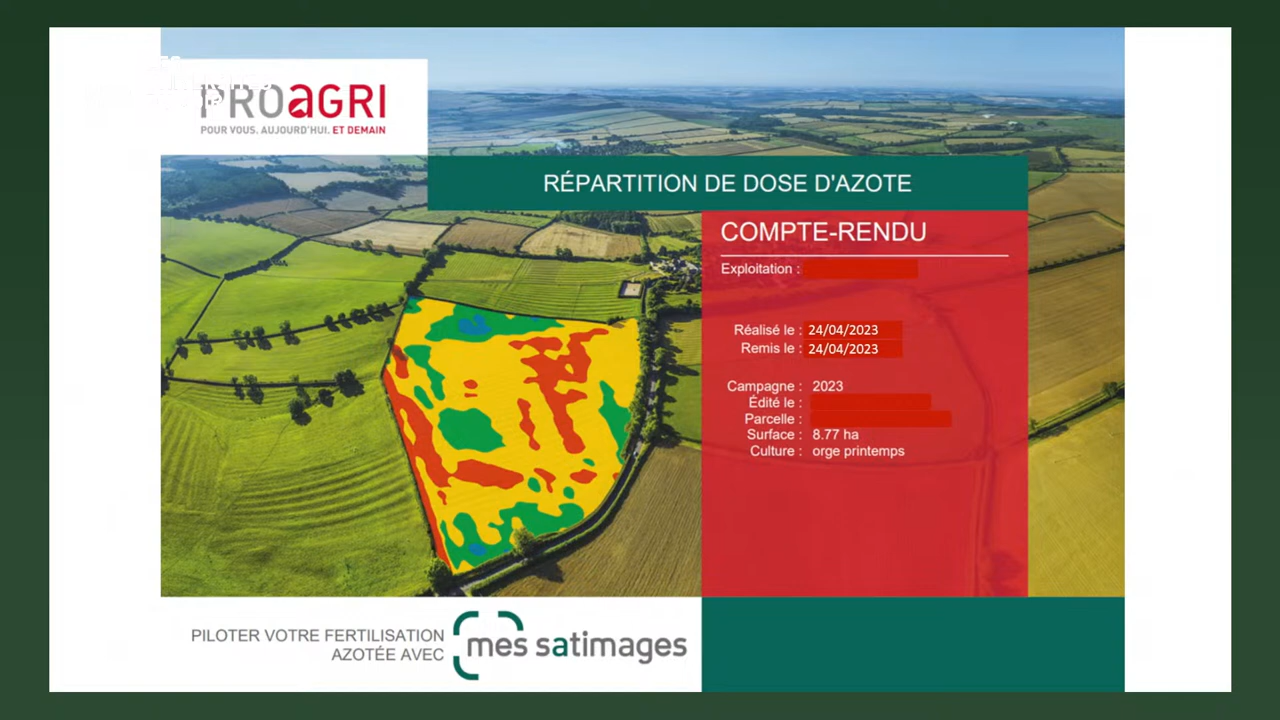 PROAGRI
POUR VOUS. AUJOURD'HUI. ET DEMAIN
RÉPARTITION DE DOSE D'AZOTE
COMPTE-RENDU
Exploitation :
Réalisé le : 24/04/2023
Remis le : 24/04/2023
Campagne : 2023
Édité le :
Parcelle :
Surface : 8.77 ha
Culture : orge printemps
PILOTER VOTRE FERTILISATION
AZOTÉE AVEC
mes satimages